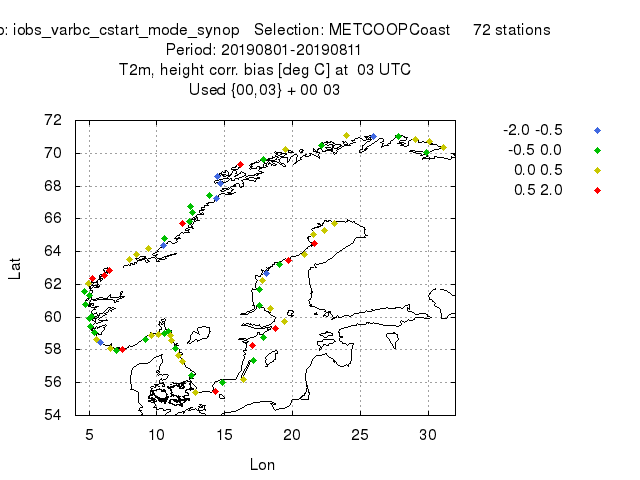 p: iobs_varbc_cstart_mode_synop Selection: METCOOPCoast 72 stations
Period: 20190801-20190811
T2m, height corr. bias [deg C] at 03 UTC
Used {00,03} + 00 03
72
70
68
66
64
62
60
58
56
54
Lat
5 10 15 20 25 30
Lon
-2.0 -0.5
-0.5 0.0
0.0 0.5
0.5 2.0